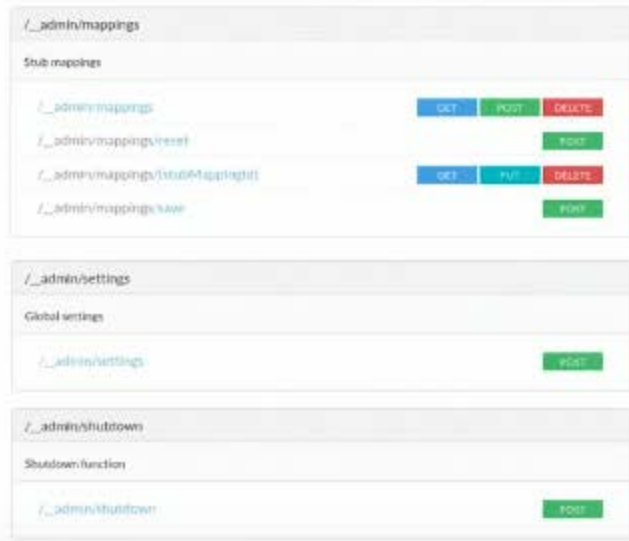 /__admin/mappings
Stub mappings
/__admin/mappings GET POST DELETE
/__admin/mappings/reset POST
/__admin/mappings/{stubMappingId} GET PUT DELETE
/__admin/mappings/save POST
/__admin/settings
Global settings
/__admin/settings POST
/__admin/shutdown
Shutdown function
/__admin/shutdown POST